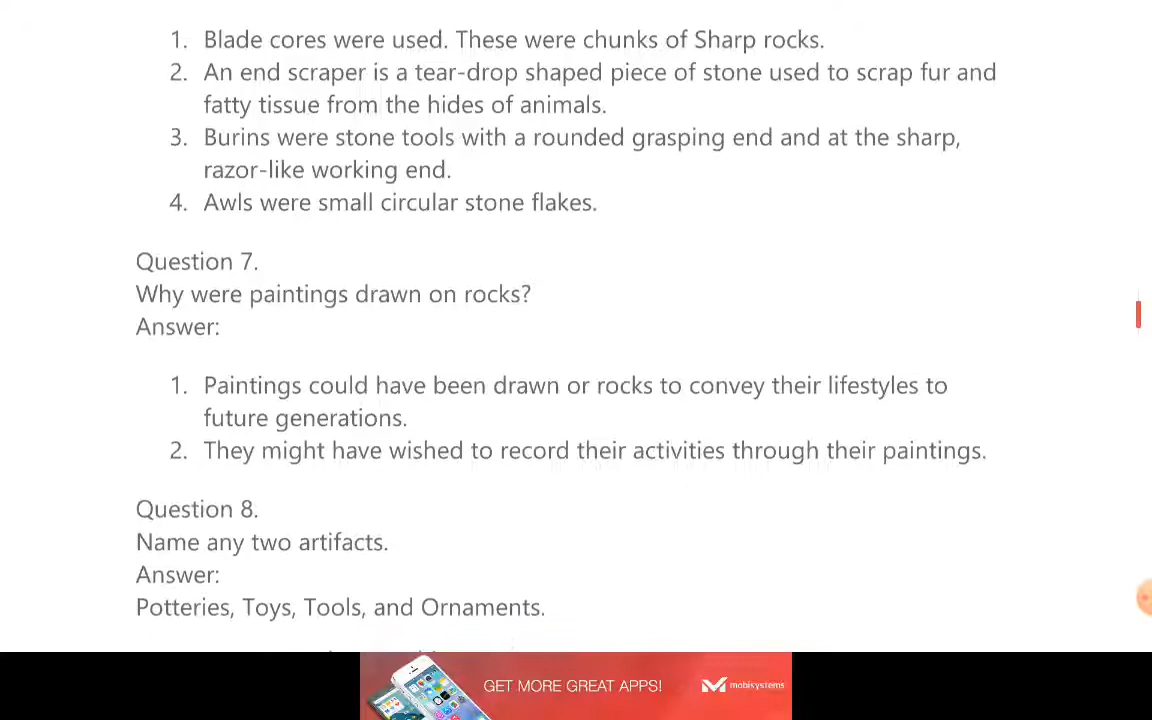 1. Blade cores were used. These were chunks of Sharp rocks.
2. An end scraper is a tear-drop shaped piece of stone used to scrap fur and
fatty tissue from the hides of animals.
3. Burins were stone tools with a rounded grasping end and at the sharp,
razor-like working end.
4. Awls were small circular stone flakes.
Question 7.
Why were paintings drawn on rocks?
Answer:
1. Paintings could have been drawn or rocks to convey their lifestyles to
future generations.
2. They might have wished to record their activities through their paintings.
Question 8.
Name any two artifacts.
Answer:
Potteries, Toys, Tools, and Ornaments.
GET MORE GREAT APPS!
mobisystems